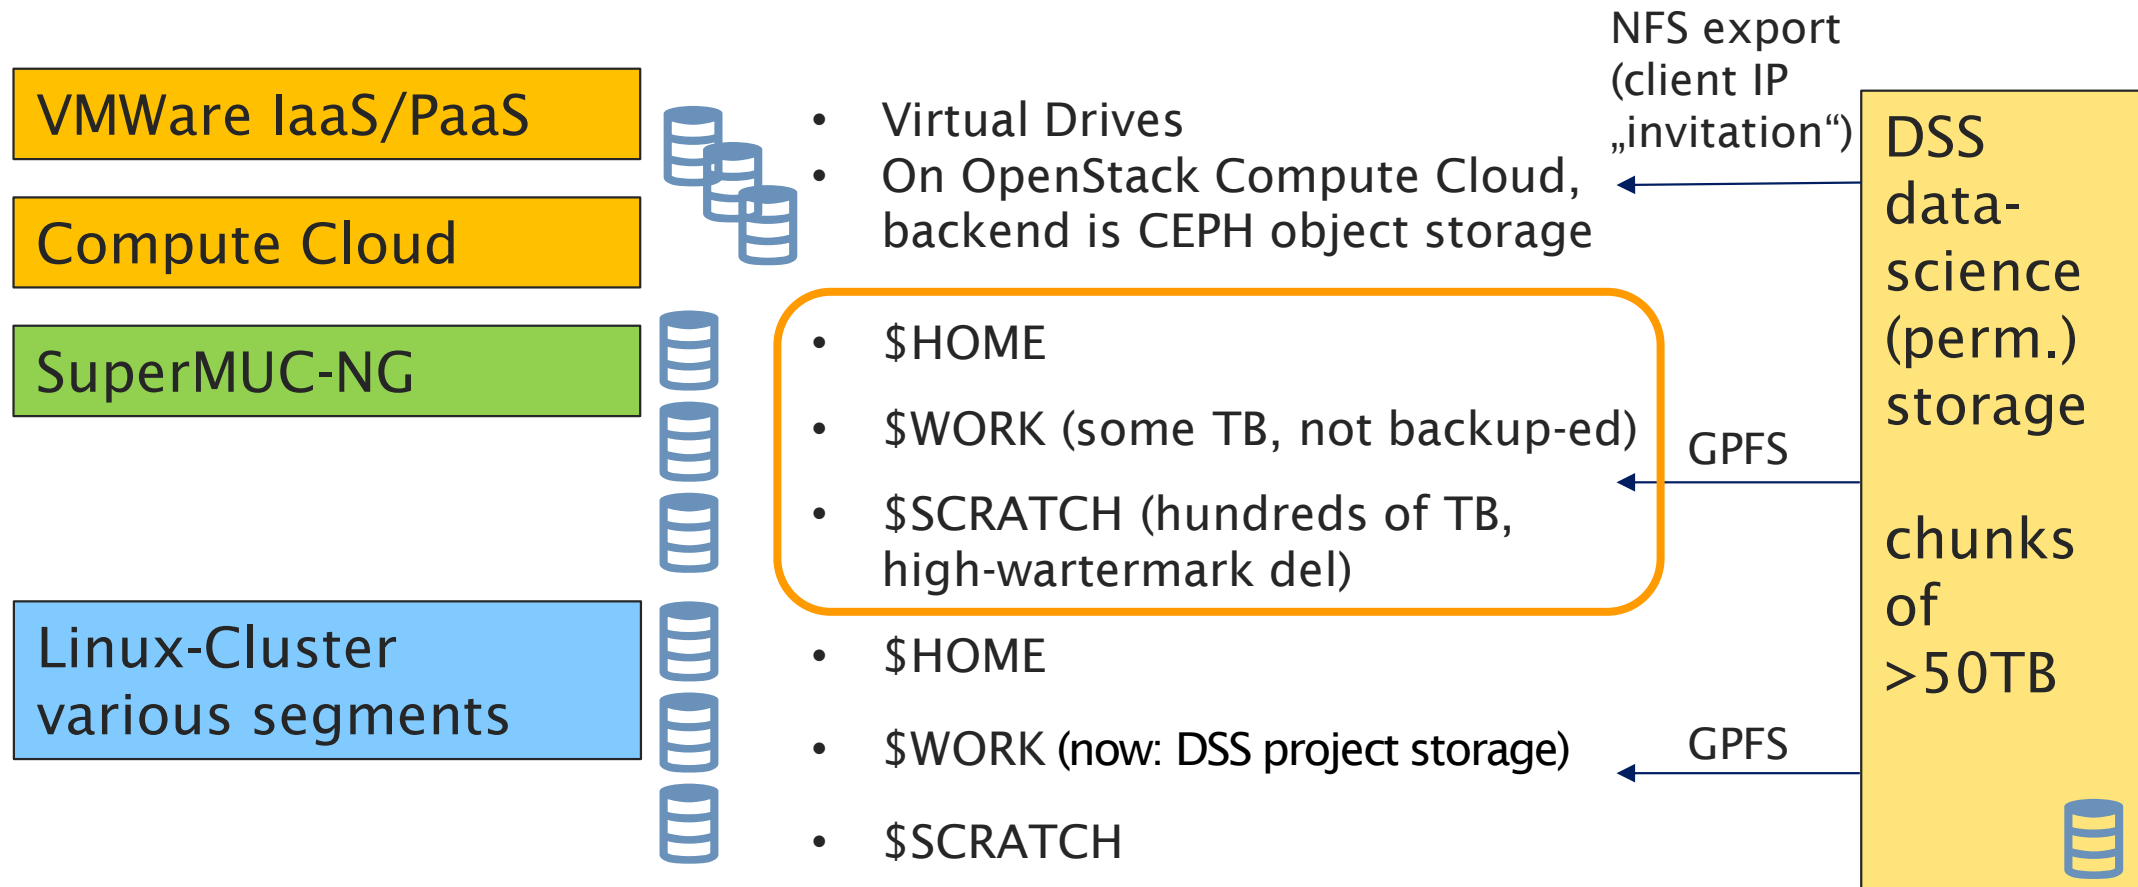 VMWare IaaS/PaaS
Compute Cloud
SuperMUC-NG
Linux-Cluster
various segments
• Virtual Drives
• On OpenStack Compute Cloud,
backend is CEPH object storage
• $HOME
• $WORK (some TB, not backup-ed)
• $SCRATCH (hundreds of TB,
high-wartermark del)
• $HOME
• $WORK (now: DSS project storage)
• $SCRATCH
NFS export
(client IP
„invitation“)
GPFS
GPFS
DSS
data-
science
(perm.)
storage
chunks
of
>50TB